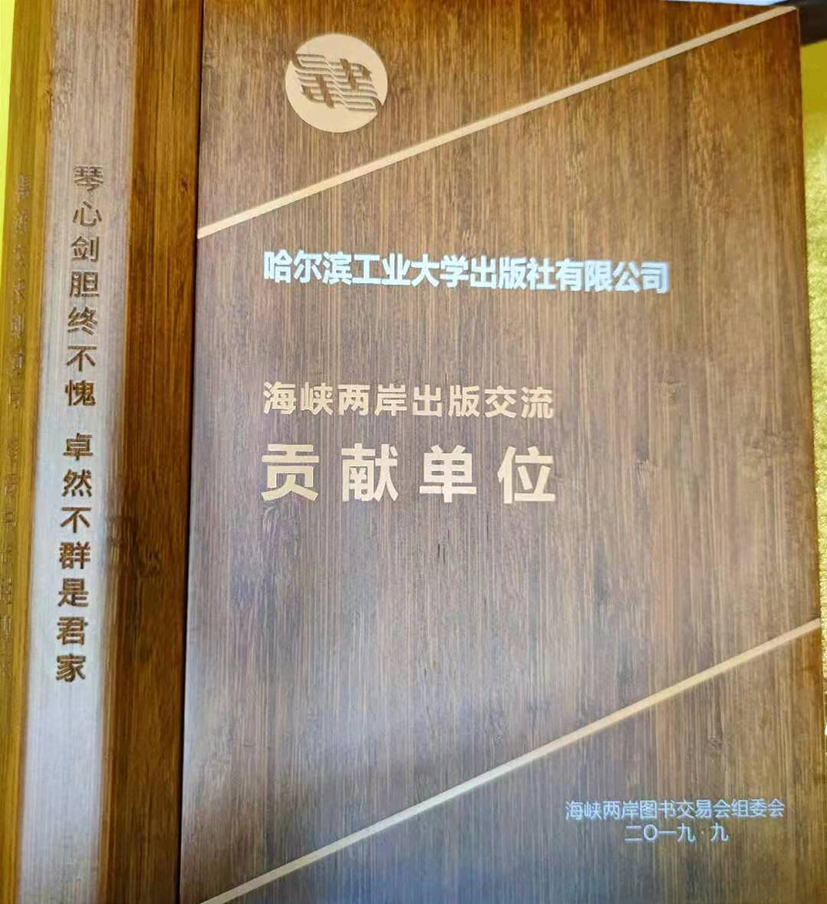 琴心剑胆终不愧 卓然不群是君家
哈尔滨工业大学出版社有限公司
海峡两岸出版交流
贡献单位
海峡两岸图书交易会组委会
二〇一九·九